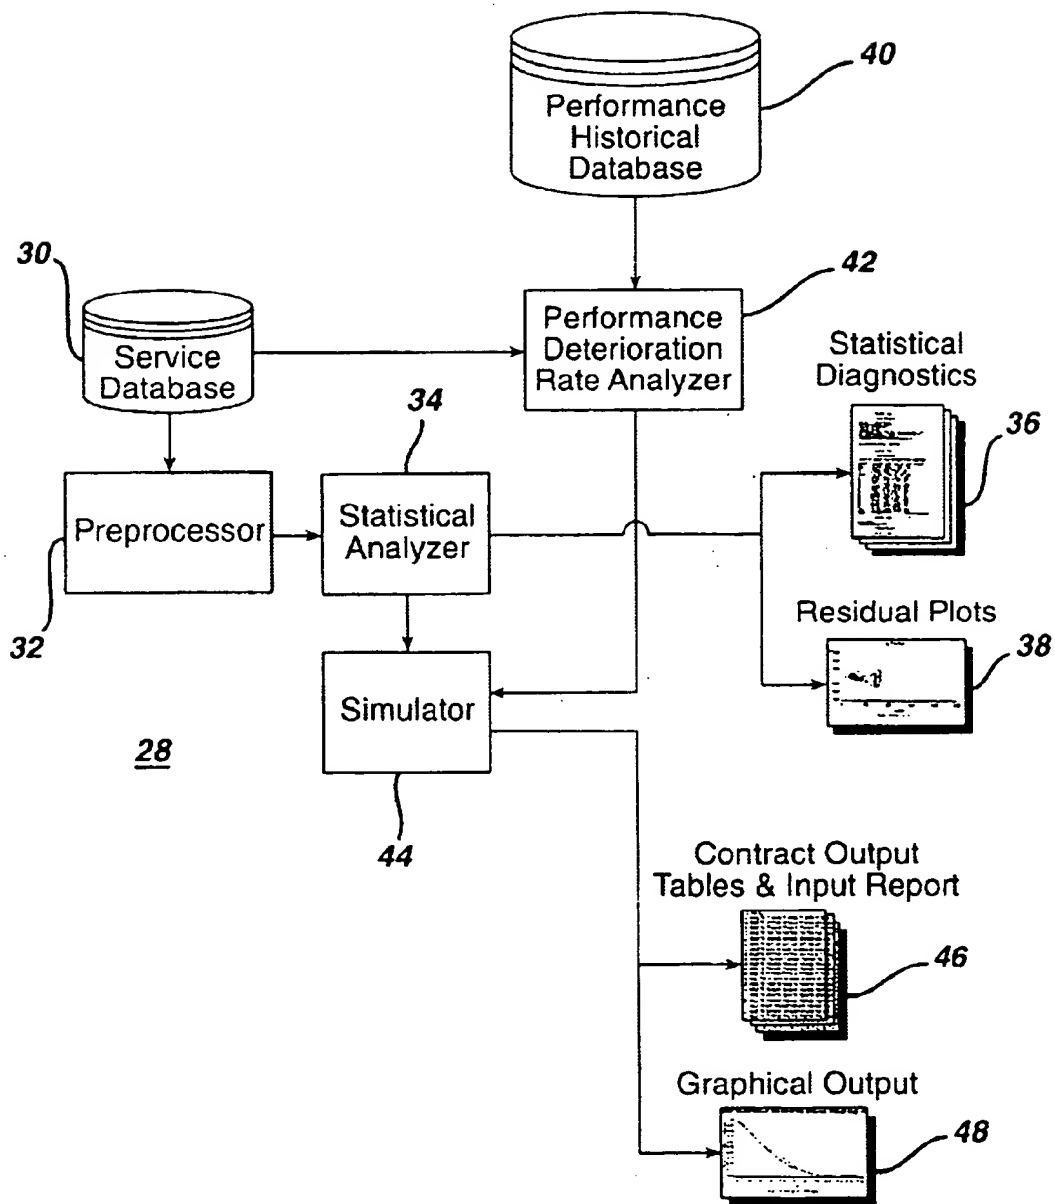 40
Performance
Historical
Database
30
42
Service
Database
Performance
Deterioration
Rate Analyzer
Statistical
Diagnostics
34
36
Preprocessor
Statistical
Analyzer
32
Residual Plots
38
Simulator
28
44
Contract Output
Tables & Input Report
46
Graphical Output
48